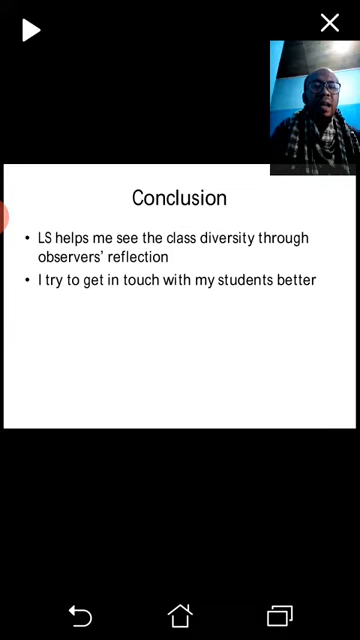 Conclusion
• LS helps me see the class diversity through
observers' reflection
• I try to get in touch with my students better